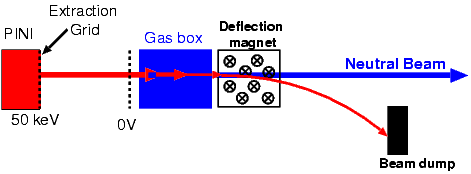 Extraction
Grid
PINI
Gas box
Deflection
magnet
Neutral Beam
50 keV
0V
Beam dump